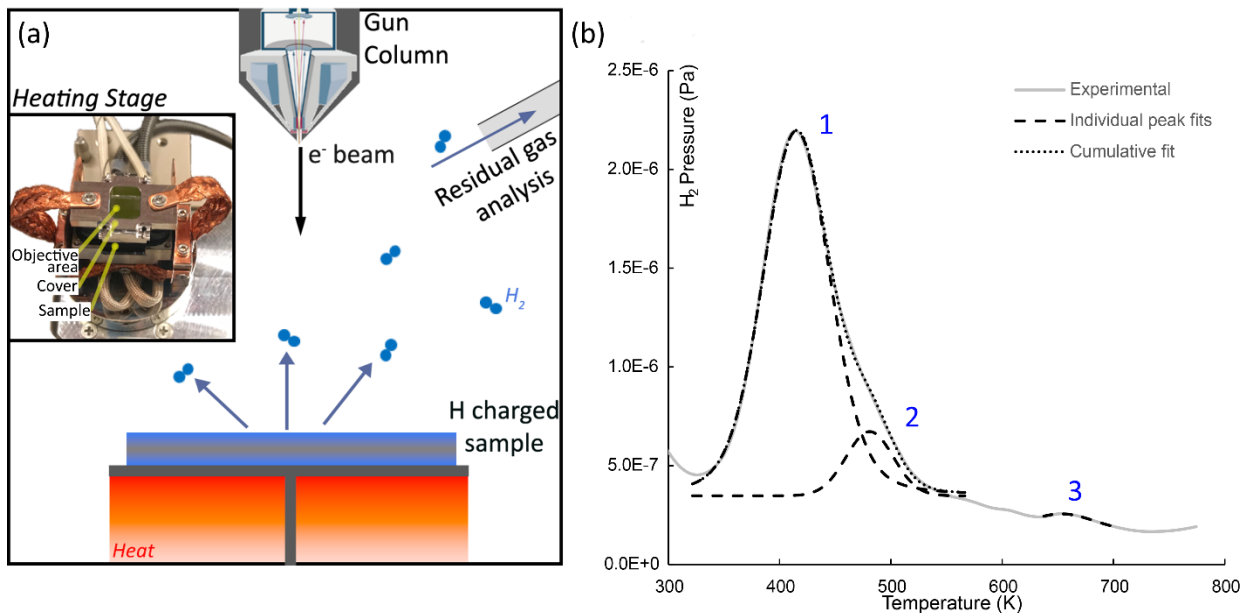 (a)
Gun
Column
Heating Stage
e⁻ beam
Residual gas
analysis
Objective
area
Cover
Sample
H₂
H charged
sample
Heat
(b)
2.5E-6
2.0E-6
1.5E-6
1.0E-6
5.0E-7
0.0E+0
H₂ Pressure (Pa)
Experimental
Individual peak fits
Cumulative fit
1
2
3
300
400
500
600
700
800
Temperature (K)